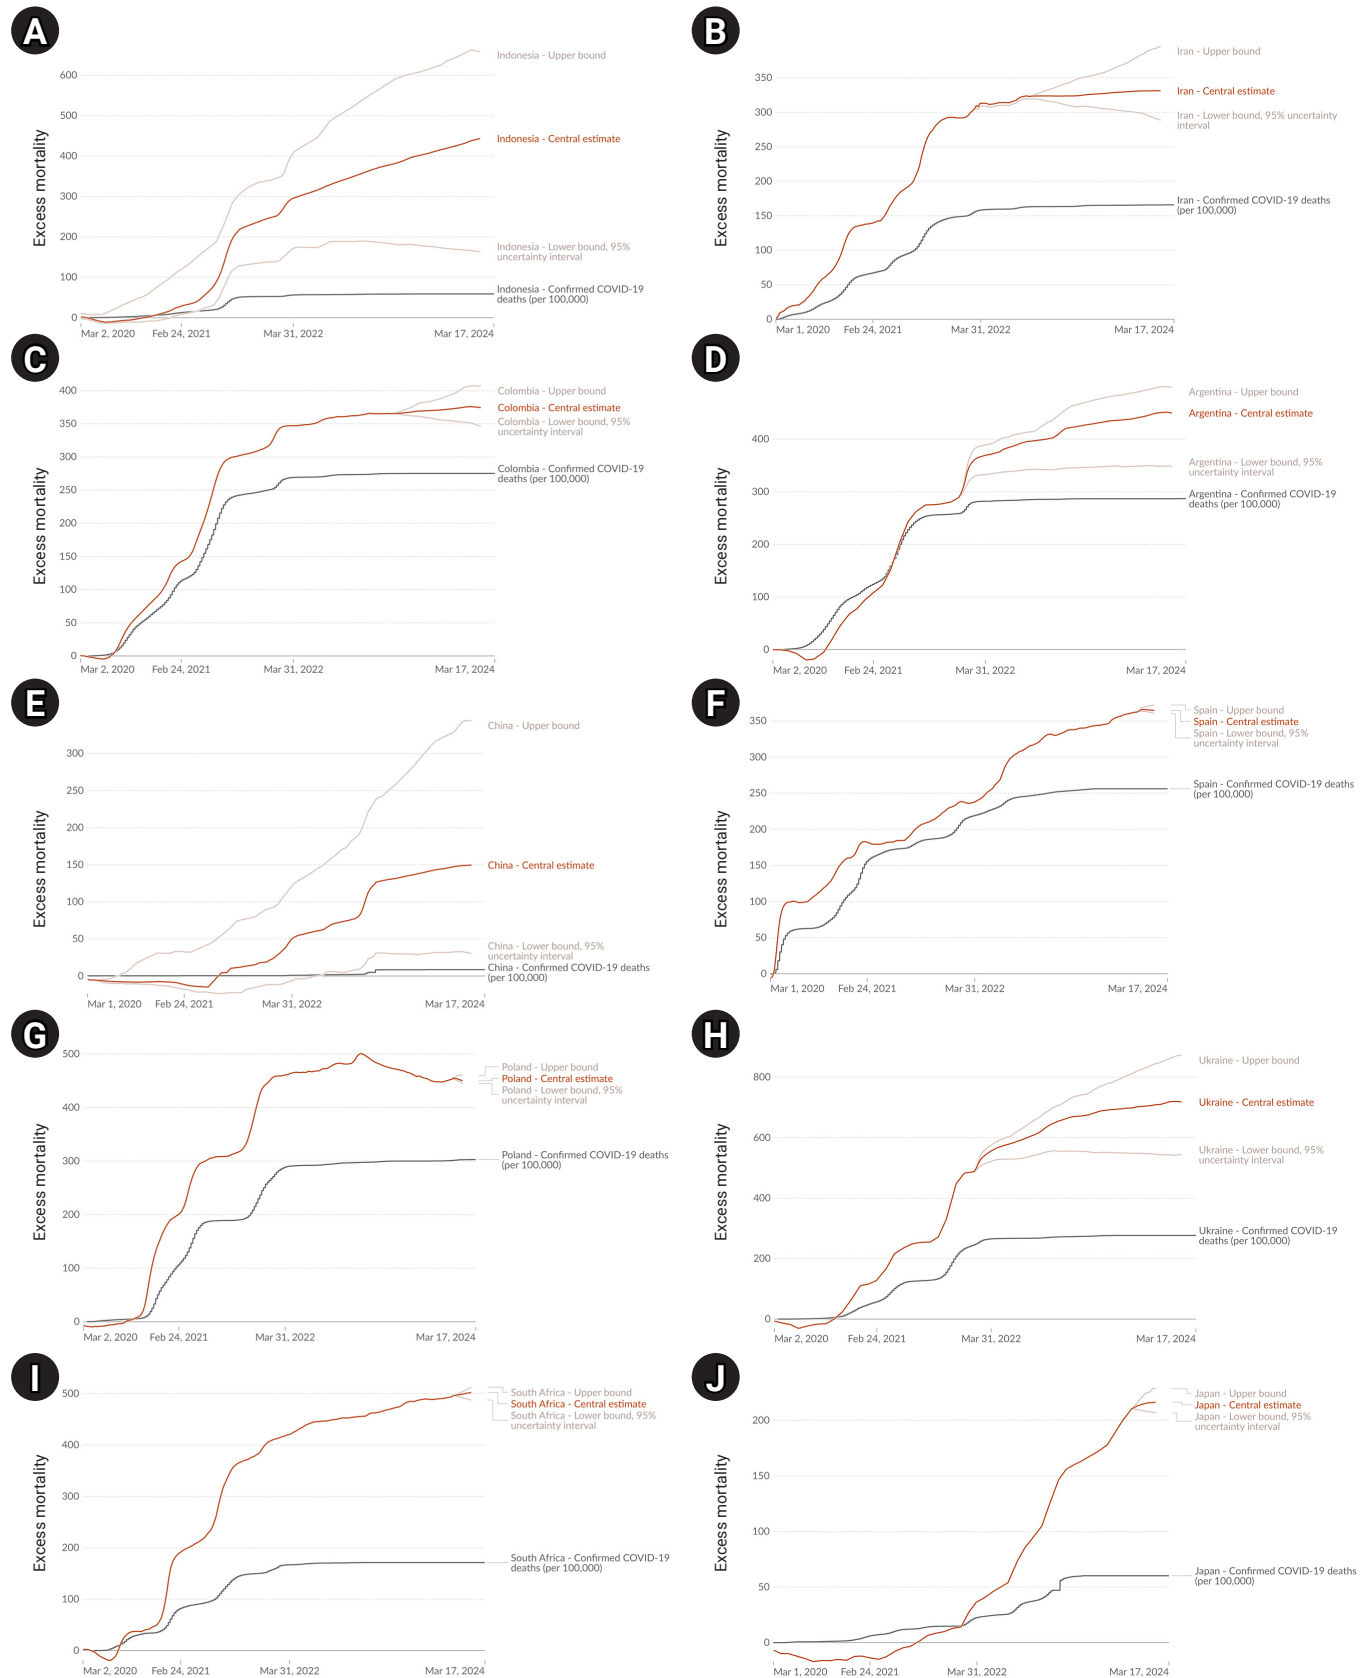 A
Excess mortality
600
500
400
300
200
100
0
Mar 2, 2020
Feb 24, 2021
Mar 31, 2022
Mar 17, 2024
Indonesia - Upper bound
Indonesia - Central estimate
Indonesia - Lower bound, 95%
uncertainty interval
Indonesia - Confirmed COVID-19
deaths (per 100,000)
B
Excess mortality
350
300
250
200
150
100
50
0
Mar 1, 2020
Feb 24, 2021
Mar 31, 2022
Mar 17, 2024
Iran - Upper bound
Iran - Central estimate
Iran - Lower bound, 95% uncertainty
interval
Iran - Confirmed COVID-19 deaths
(per 100,000)
C
Excess mortality
400
350
300
250
200
150
100
50
0
Mar 2, 2020
Feb 24, 2021
Mar 31, 2022
Mar 17, 2024
Colombia - Upper bound
Colombia - Central estimate
Colombia - Lower bound, 95%
uncertainty interval
Colombia - Confirmed COVID-19
deaths (per 100,000)
D
Excess mortality
400
300
200
100
0
Mar 2, 2020
Feb 24, 2021
Mar 31, 2022
Mar 17, 2024
Argentina - Upper bound
Argentina - Central estimate
Argentina - Lower bound, 95%
uncertainty interval
Argentina - Confirmed COVID-19
deaths (per 100,000)
E
Excess mortality
300
250
200
150
100
50
0
Mar 1, 2020
Feb 24, 2021
Mar 31, 2022
Mar 17, 2024
China - Upper bound
China - Central estimate
China - Lower bound, 95%
uncertainty interval
China - Confirmed COVID-19 deaths
(per 100,000)
F
Excess mortality
350
300
250
200
150
100
50
0
Mar 1, 2020
Feb 24, 2021
Mar 31, 2022
Mar 17, 2024
Spain - Upper bound
Spain - Central estimate
Spain - Lower bound, 95%
uncertainty interval
Spain - Confirmed COVID-19 deaths
(per 100,000)
G
Excess mortality
500
400
300
200
100
0
Mar 2, 2020
Feb 24, 2021
Mar 31, 2022
Mar 17, 2024
Poland - Upper bound
Poland - Central estimate
Poland - Lower bound, 95%
uncertainty interval
Poland - Confirmed COVID-19 deaths
(per 100,000)
H
Excess mortality
800
600
400
200
0
Mar 2, 2020
Feb 24, 2021
Mar 31, 2022
Mar 17, 2024
Ukraine - Upper bound
Ukraine - Central estimate
Ukraine - Lower bound, 95%
uncertainty interval
Ukraine - Confirmed COVID-19
deaths (per 100,000)
I
Excess mortality
500
400
300
200
100
0
Mar 2, 2020
Feb 24, 2021
Mar 31, 2022
Mar 17, 2024
South Africa - Upper bound
South Africa - Central estimate
South Africa - Lower bound, 95%
uncertainty interval
South Africa - Confirmed COVID-19
deaths (per 100,000)
J
Excess mortality
200
150
100
50
0
Mar 1, 2020
Feb 24, 2021
Mar 31, 2022
Mar 17, 2024
Japan - Upper bound
Japan - Central estimate
Japan - Lower bound, 95%
uncertainty interval
Japan - Confirmed COVID-19 deaths
(per 100,000)